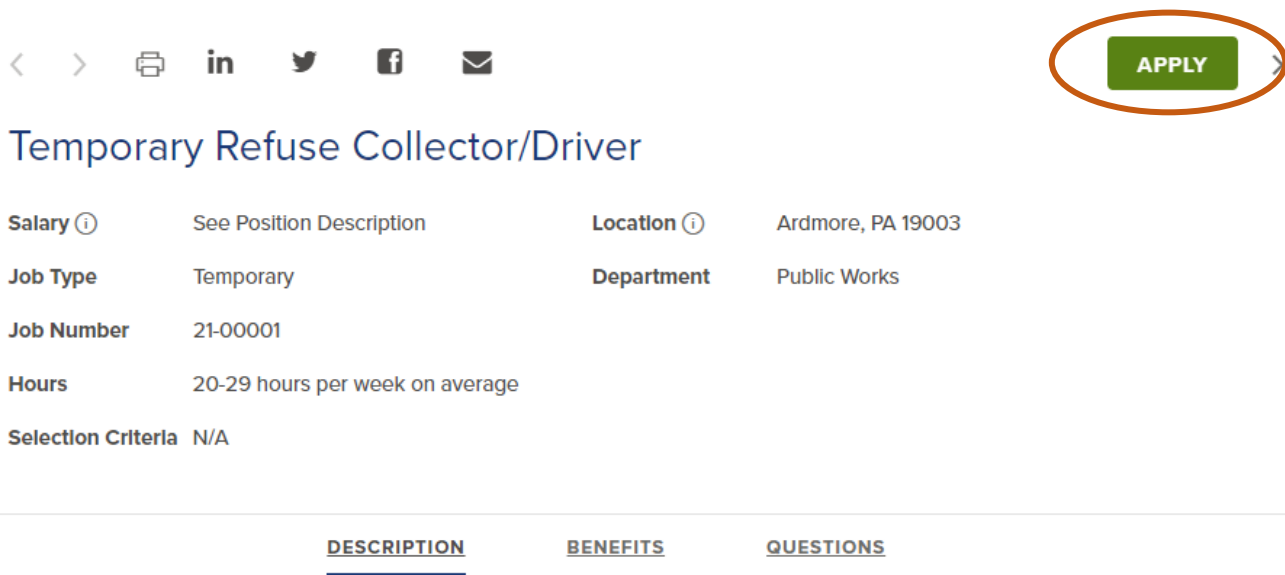 in
APPLY
Temporary Refuse Collector/Driver
Salary See Position Description Location Ardmore, PA 19003
Job Type Temporary Department Public Works
Job Number 21-00001
Hours 20-29 hours per week on average
Selection Criteria N/A
DESCRIPTION BENEFITS QUESTIONS